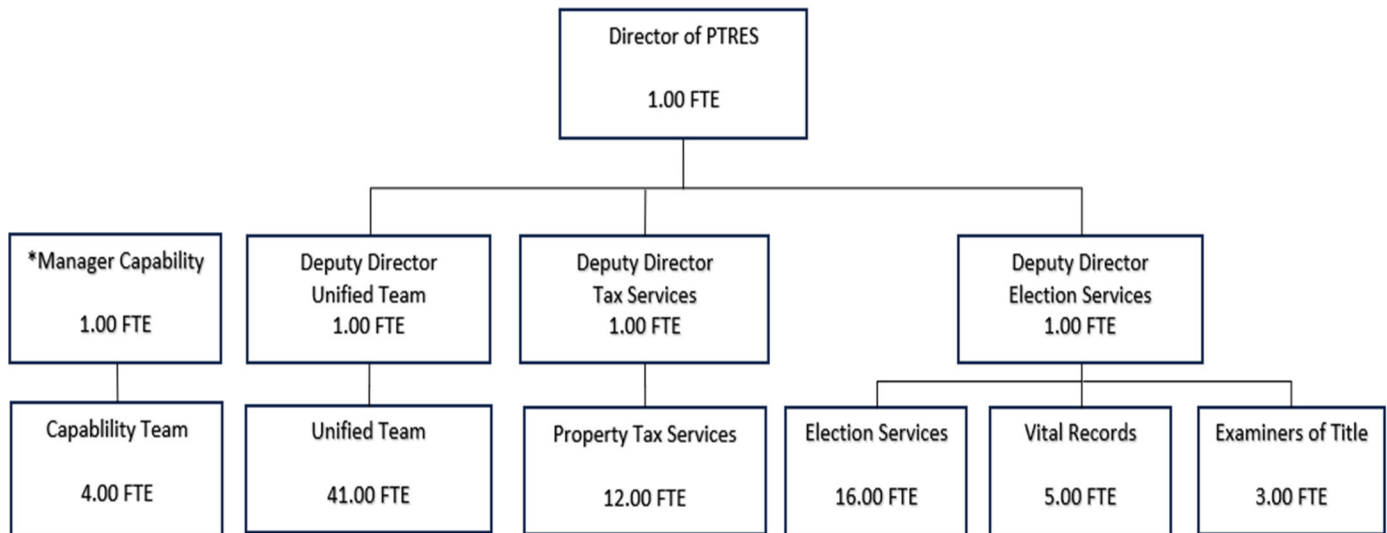 Director of PTRES
1.00 FTE
*Manager Capability
1.00 FTE
Deputy Director
Unified Team
1.00 FTE
Deputy Director
Tax Services
1.00 FTE
Deputy Director
Election Services
1.00 FTE
Capablility Team
4.00 FTE
Unified Team
41.00 FTE
Property Tax Services
12.00 FTE
Election Services
16.00 FTE
Vital Records
5.00 FTE
Examiners of Title
3.00 FTE